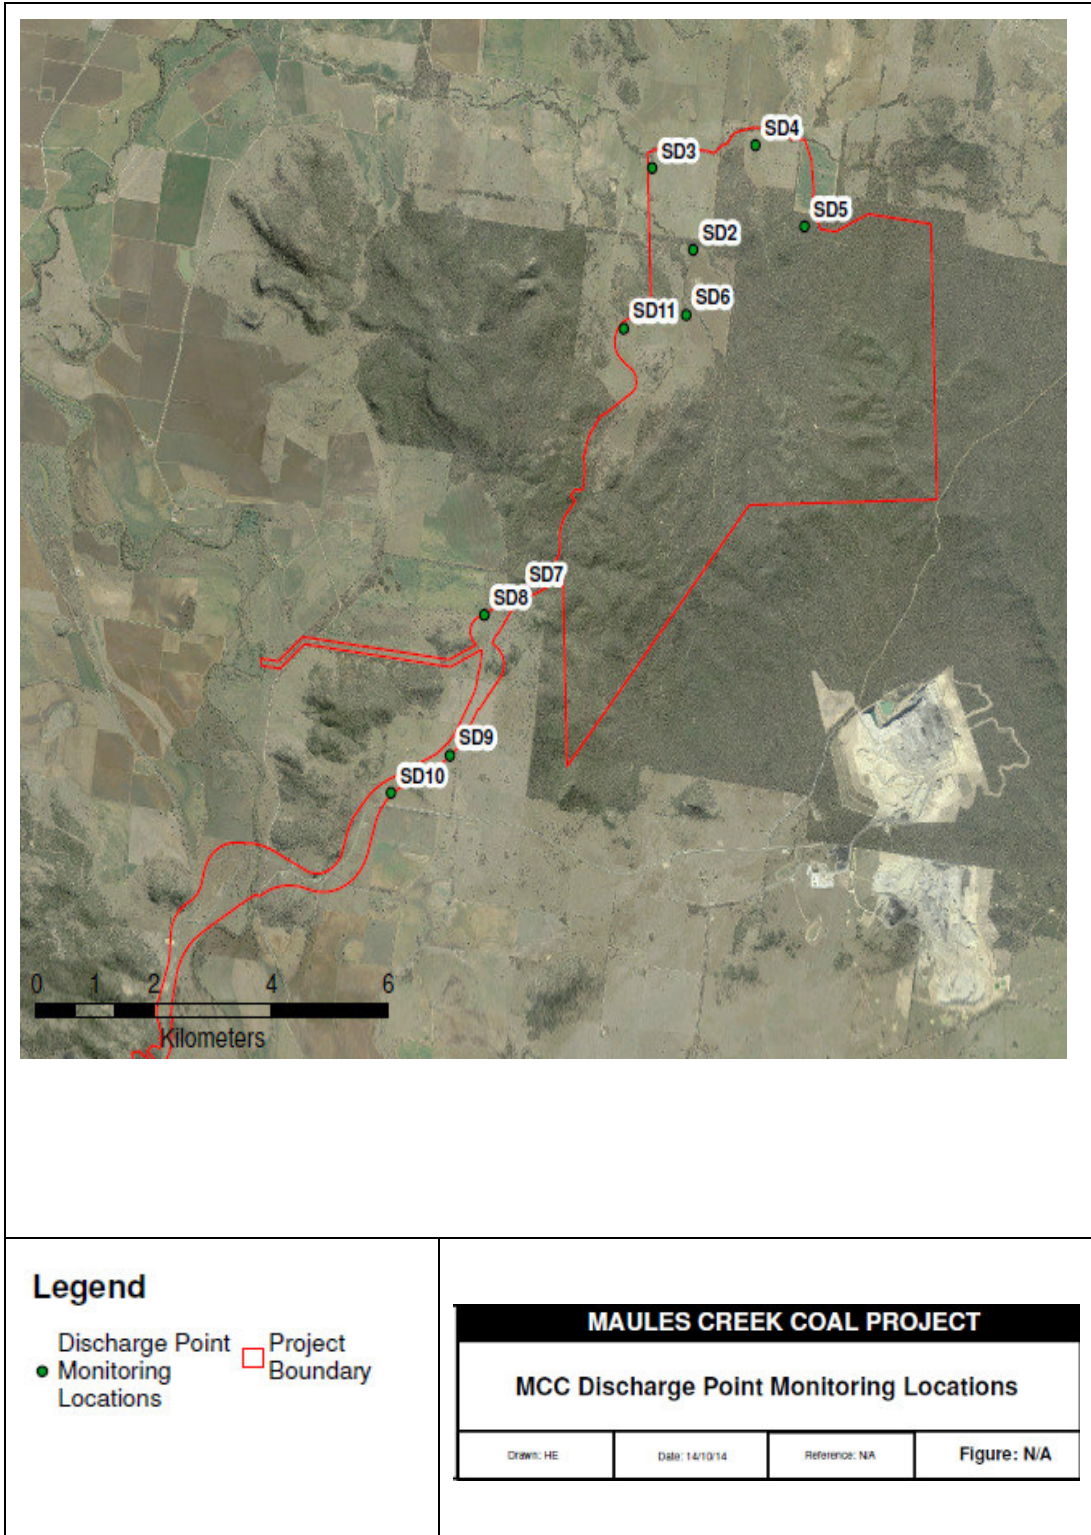 SD4
SD3
SD5
SD2
SD6
SD11
SD7
SD8
SD9
SD10
0 1 2 4 6
Kilometers
Legend
Discharge Point
Monitoring
Locations
Project
Boundary
MAULES CREEK COAL PROJECT
MCC Discharge Point Monitoring Locations
Drawn: HE
Date: 14/10/14
Reference: N/A
Figure: N/A